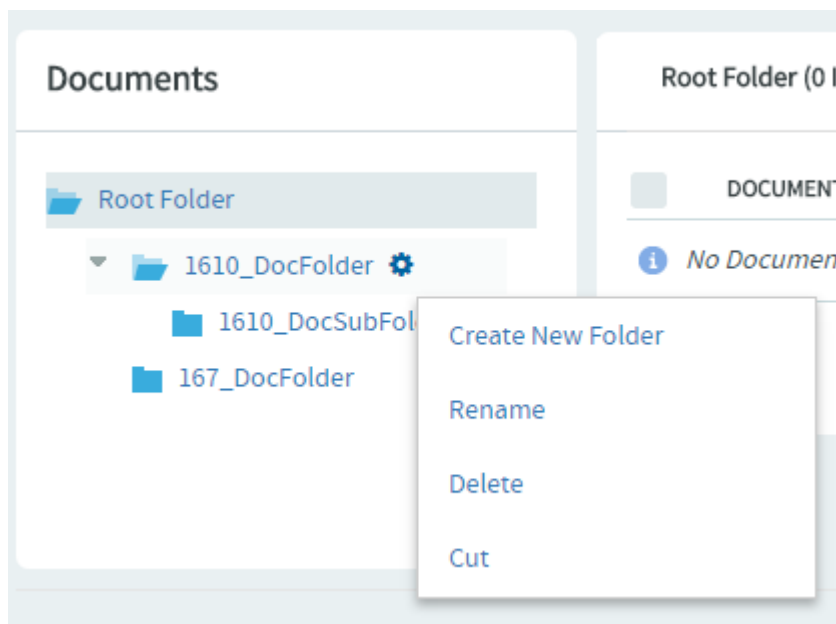 Documents
Root Folder
1610_DocFolder
1610_DocSubFol
167_DocFolder
Root Folder (0
DOCUMENT
No Documen
Create New Folder
Rename
Delete
Cut